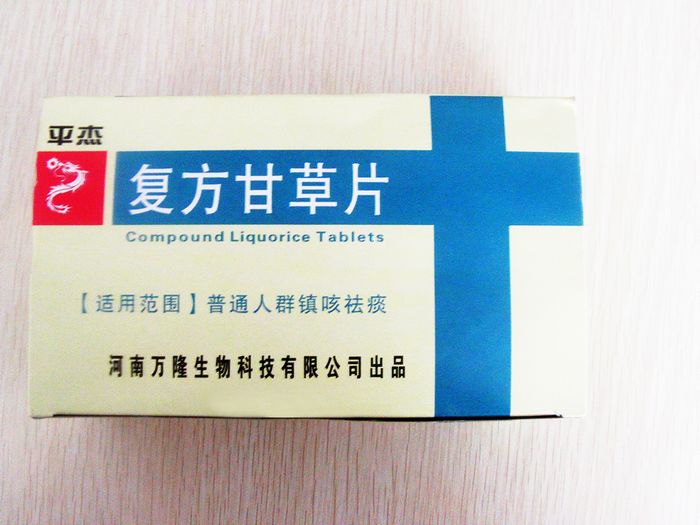 平杰
复方甘草片
Compound Liquorice Tablets
【适用范围】普通人群镇咳祛痰
河南万隆生物科技有限公司出品